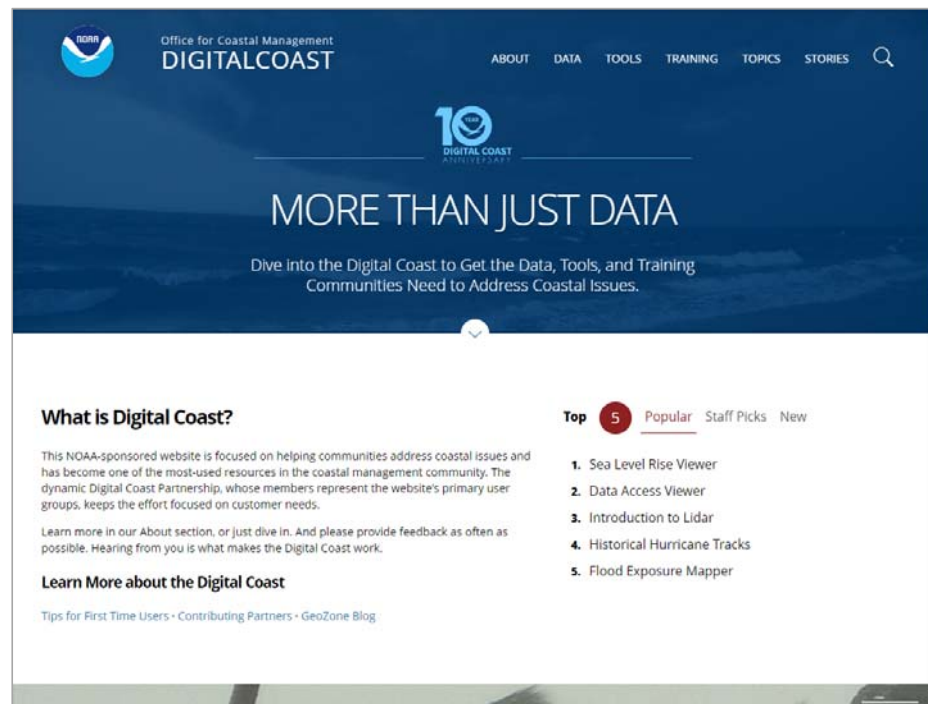 NOAA
Office for Coastal Management
DIGITALCOAST
ABOUT DATA TOOLS TRAINING TOPICS STORIES
10
YEAR
DIGITAL COAST
ANNIVERSARY
MORE THAN JUST DATA
Dive into the Digital Coast to Get the Data, Tools, and Training
Communities Need to Address Coastal Issues.
What is Digital Coast?
This NOAA-sponsored website is focused on helping communities address coastal issues and
has become one of the most-used resources in the coastal management community. The
dynamic Digital Coast Partnership, whose members represent the website's primary user
groups, keeps the effort focused on customer needs.
Learn more in our About section, or just dive in. And please provide feedback as often as
possible. Hearing from you is what makes the Digital Coast work.
Learn More about the Digital Coast
Tips for First Time Users • Contributing Partners • GeoZone Blog
Top 5 Popular Staff Picks New
1. Sea Level Rise Viewer
2. Data Access Viewer
3. Introduction to Lidar
4. Historical Hurricane Tracks
5. Flood Exposure Mapper